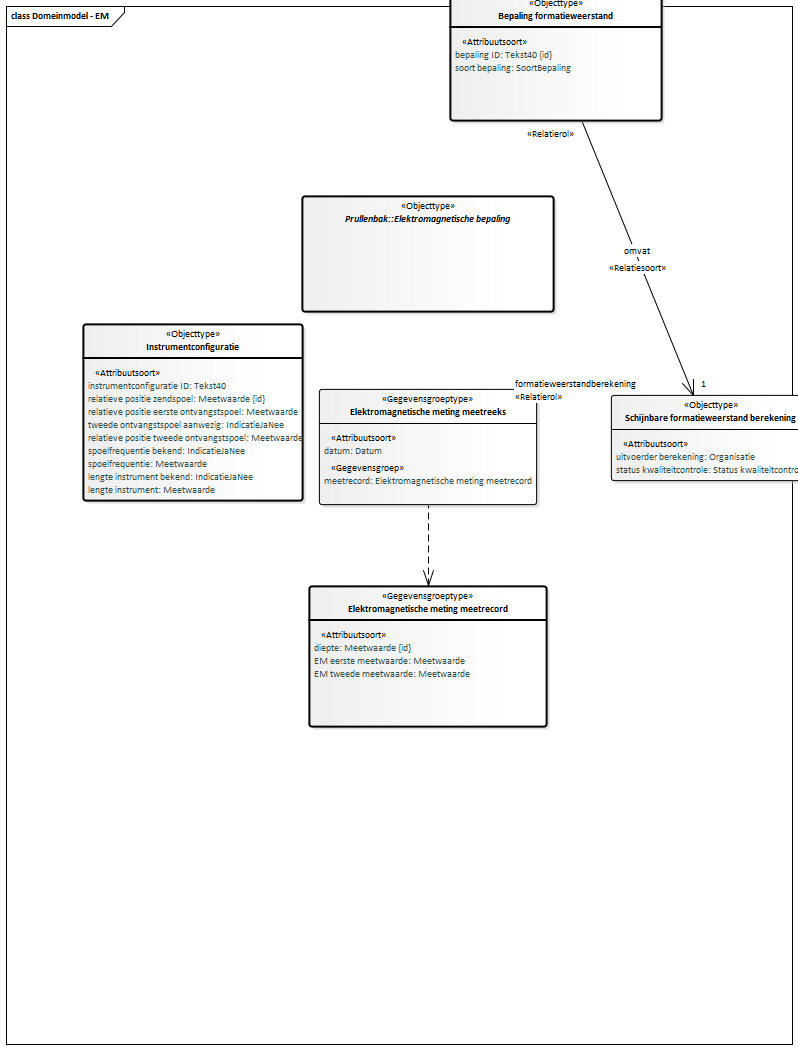 class Domeinmodel - EM
«Objecttype»
Bepaling formatieweerstand
«Attribuutsoort»
bepaling ID: Tekst40 {id}
soort bepaling: SoortBepaling
«Relatierol»
omvat
«Relatiesoort»
«Objecttype»
Prullenbak::Elektromagnetische bepaling
«Objecttype»
Instrumentconfiguratie
«Attribuutsoort»
instrumentconfiguratie ID: Tekst40
relatieve positie zendspoel: Meetwaarde {id}
relatieve positie eerste ontvangstspoel: Meetwaarde
tweede ontvangstspoel aanwezig: IndicatieJaNee
relatieve positie tweede ontvangstspoel: Meetwaarde
spoelfrequentie bekend: IndicatieJaNee
spoelfrequentie: Meetwaarde
lengte instrument bekend: IndicatieJaNee
lengte instrument: Meetwaarde
«Gegevensgroeptype»
Elektromagnetische meting meetreeks
«Attribuutsoort»
datum: Datum
«Gegevensgroep»
meetrecord: Elektromagnetische meting meetrecord
formatieweerstandberekening
«Relatierol»
1
«Objecttype»
Schijnbare formatieweerstand berekening
«Attribuutsoort»
uitvoerder berekening: Organisatie
status kwaliteitcontrole: Status kwaliteitcontro
«Gegevensgroeptype»
Elektromagnetische meting meetrecord
«Attribuutsoort»
diepte: Meetwaarde {id}
EM eerste meetwaarde: Meetwaarde
EM tweede meetwaarde: Meetwaarde